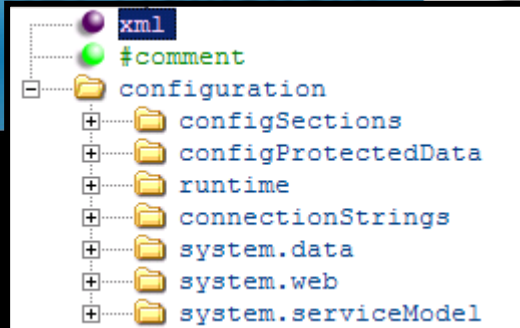 xml
#comment
configuration
configSections
configProtectedData
runtime
connectionStrings
system.data
system.web
system.serviceModel